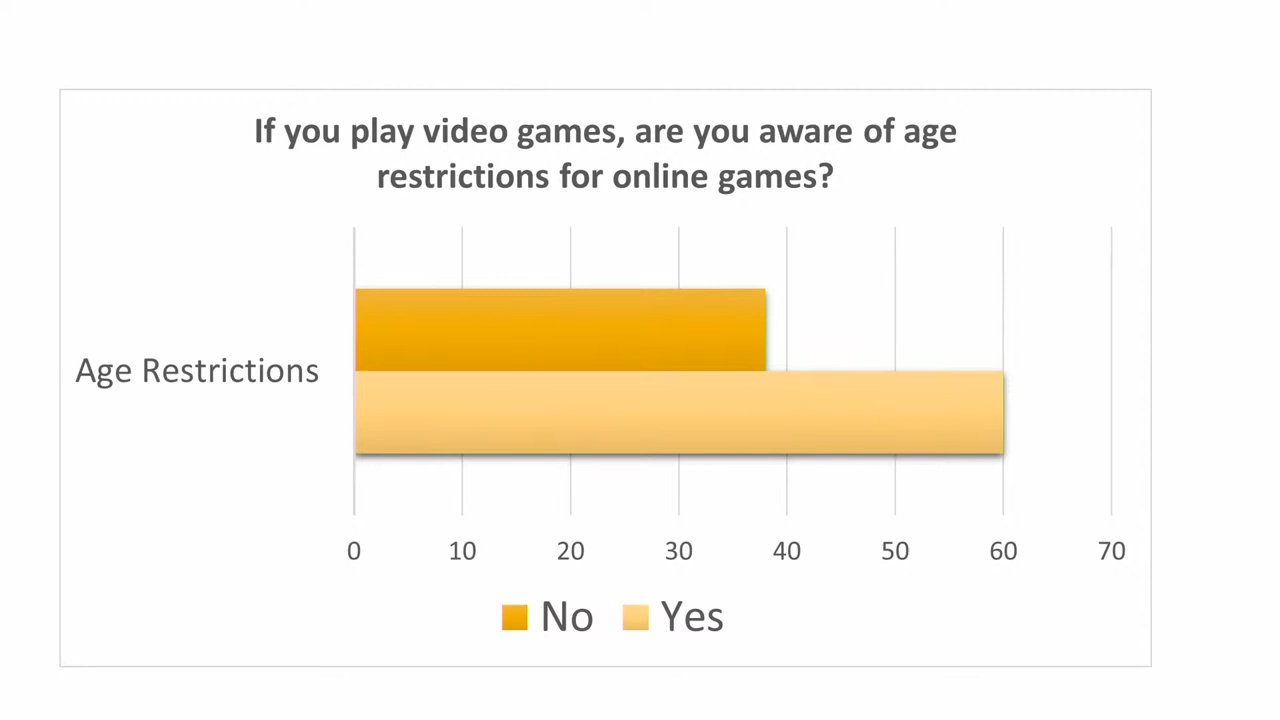 If you play video games, are you aware of age
restrictions for online games?
Age Restrictions
0 10 20 30 40 50 60 70
No Yes